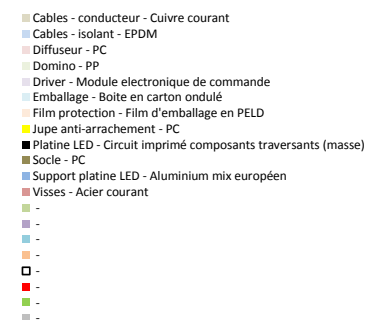 Cables - conducteur - Cuivre courant
Cables - isolant - EPDM
Diffuseur - PC
Domino - PP
Driver - Module electronique de commande
Emballage - Boite en carton ondulé
Film protection - Film d'emballage en PELD
Jupe anti-arrachement - PC
Platine LED - Circuit imprimé composants traversants (masse)
Socle - PC
Support platine LED - Aluminium mix européen
Visses - Acier courant
-
-
-
-
-
-
-
-